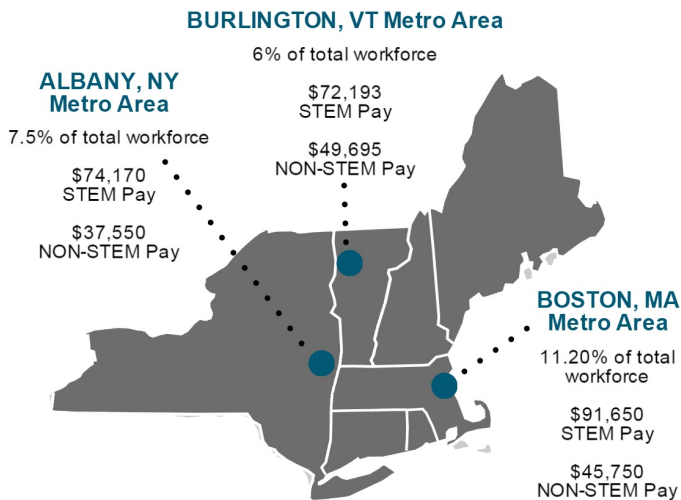 BURLINGTON, VT Metro Area
6% of total workforce
$72,193
STEM Pay
$49,695
NON-STEM Pay
ALBANY, NY
Metro Area
7.5% of total workforce
$74,170
STEM Pay
$37,550
NON-STEM Pay
BOSTON, MA
Metro Area
11.20% of total
workforce
$91,650
STEM Pay
$45,750
NON-STEM Pay